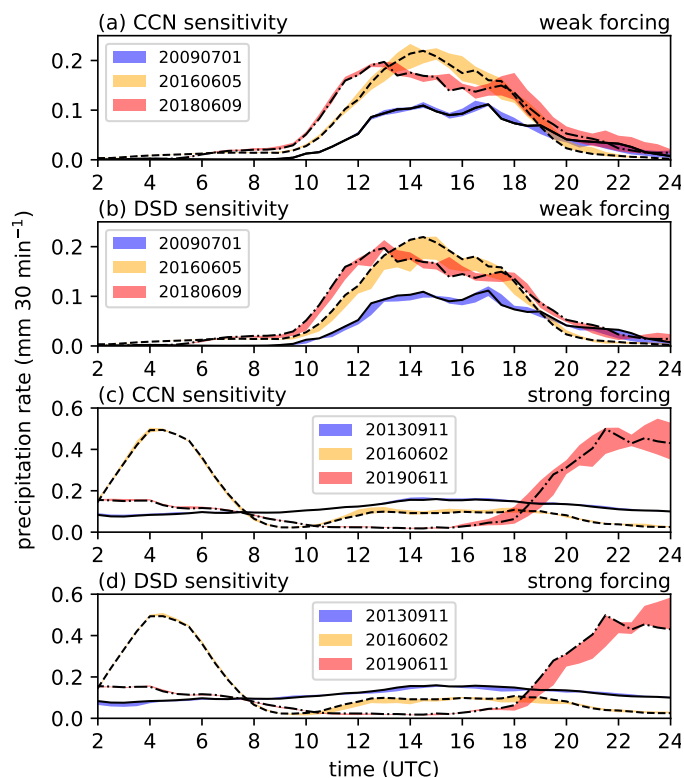 (a) CCN sensitivity weak forcing
0.2
0.1
0.0
20090701
20160605
20180609
2 4 6 8 10 12 14 16 18 20 22 24
(b) DSD sensitivity weak forcing
0.2
0.1
0.0
20090701
20160605
20180609
2 4 6 8 10 12 14 16 18 20 22 24
precipitation rate (mm 30 min⁻¹)
(c) CCN sensitivity strong forcing
0.6
0.4
0.2
0.0
20130911
20160602
20190611
2 4 6 8 10 12 14 16 18 20 22 24
(d) DSD sensitivity strong forcing
0.6
0.4
0.2
0.0
20130911
20160602
20190611
2 4 6 8 10 12 14 16 18 20 22 24
time (UTC)